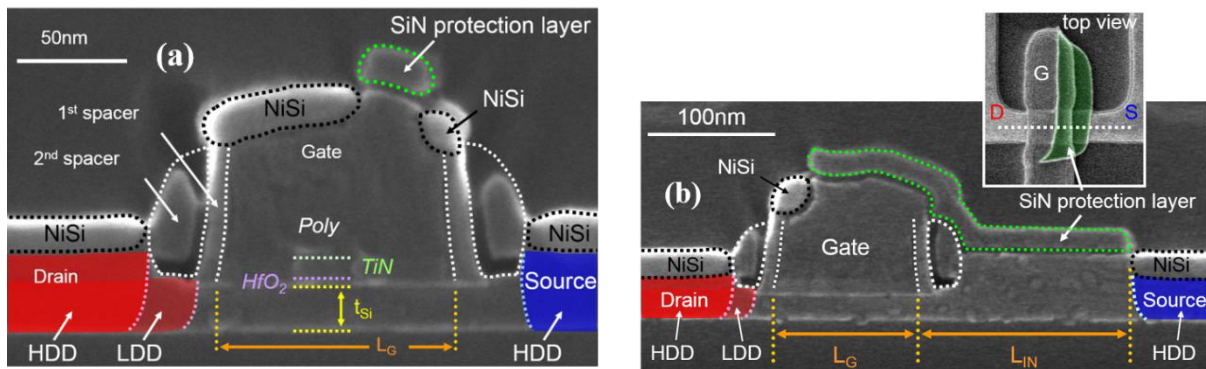 50nm
(a)
SiN protection layer
NiSi
NiSi
1st spacer
2nd spacer
Gate
Poly
TiN
HfO2
tSi
NiSi
NiSi
Drain
Source
LG
HDD
LDD
HDD
top view
G
D
S
100nm
(b)
NiSi
SiN protection layer
Gate
NiSi
NiSi
Drain
Source
LG
LIN
HDD
LDD
HDD